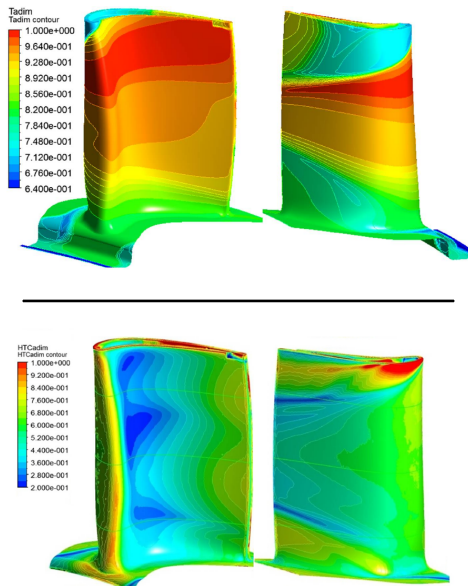 Tadim
Tadim contour
1.000e+000
9.640e-001
9.280e-001
8.920e-001
8.560e-001
8.200e-001
7.840e-001
7.480e-001
7.120e-001
6.760e-001
6.400e-001
HTCadim
HTCadim contour
1.000e+000
9.200e-001
8.400e-001
7.600e-001
6.800e-001
6.000e-001
5.200e-001
4.400e-001
3.600e-001
2.800e-001
2.000e-001